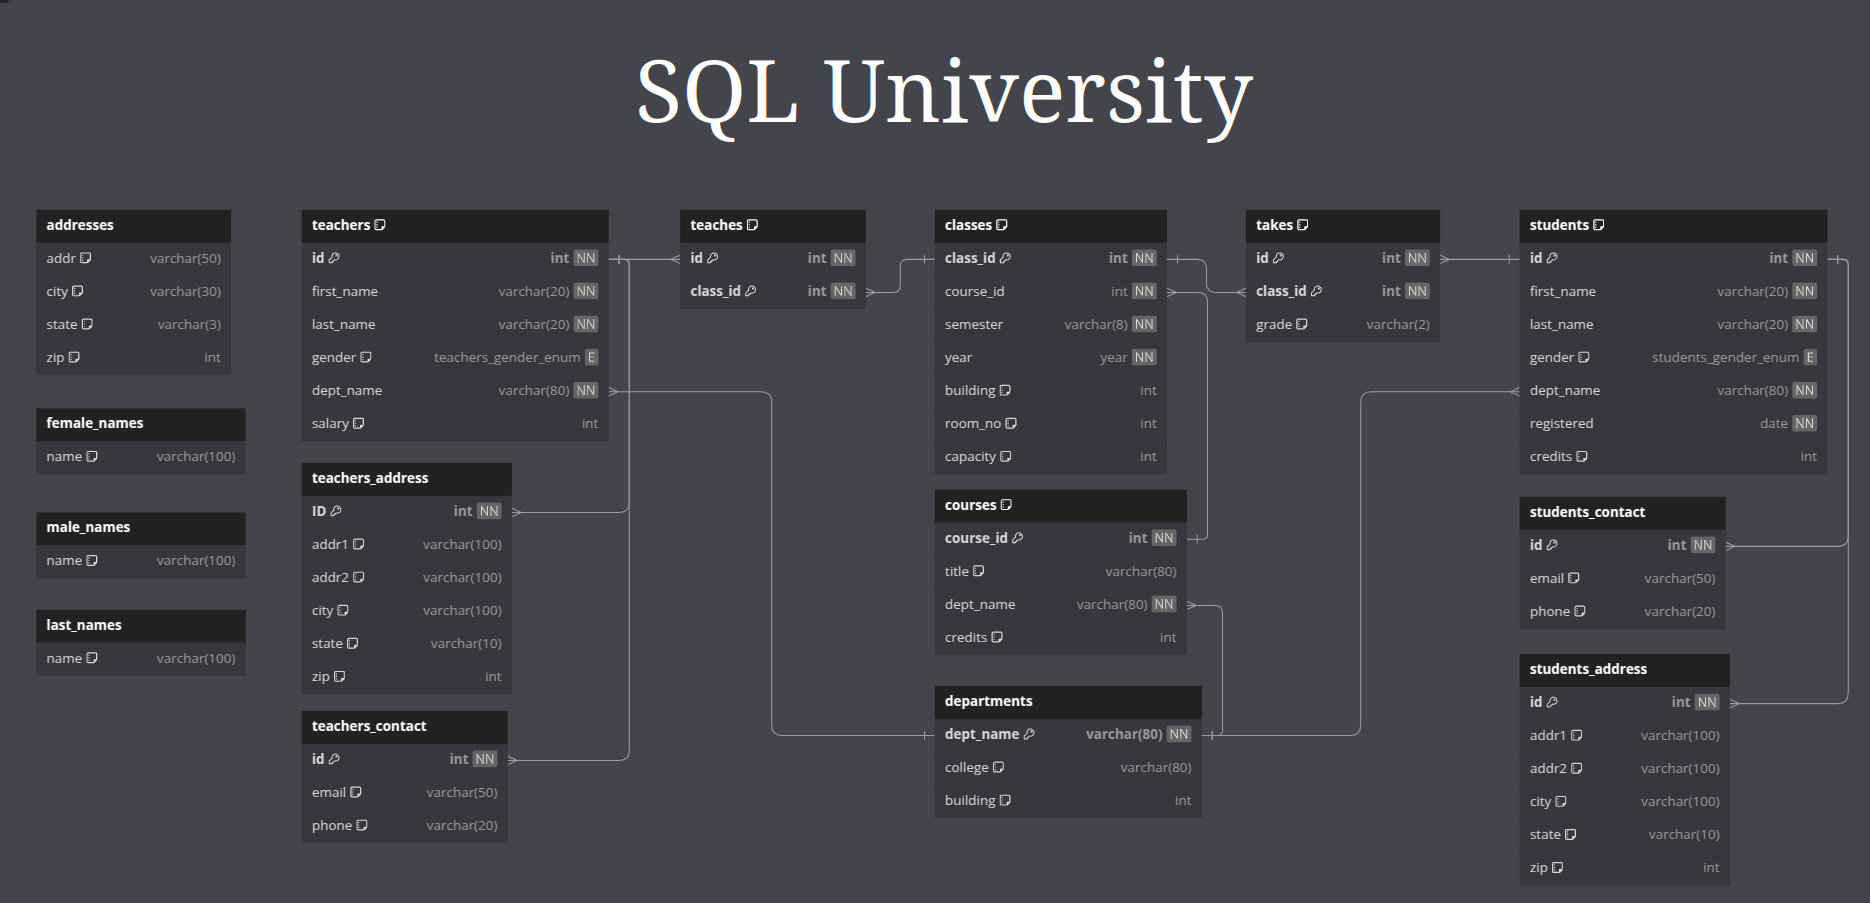 SQL University
addresses
addr varchar(50)
city varchar(30)
state varchar(3)
zip int
female_names
name varchar(100)
male_names
name varchar(100)
last_names
name varchar(100)
teachers
id int NN
first_name varchar(20) NN
last_name varchar(20) NN
gender teachers_gender_enum E
dept_name varchar(80) NN
salary int
teachers_address
ID int NN
addr1 varchar(100)
addr2 varchar(100)
city varchar(100)
state varchar(10)
zip int
teachers_contact
id int NN
email varchar(50)
phone varchar(20)
teaches
id int NN
class_id int NN
classes
class_id int NN
course_id int NN
semester varchar(8) NN
year year NN
building int
room_no int
capacity int
courses
course_id int NN
title varchar(80)
dept_name varchar(80) NN
credits int
departments
dept_name varchar(80) NN
college varchar(80)
building int
takes
id int NN
class_id int NN
grade varchar(2)
students
id int NN
first_name varchar(20) NN
last_name varchar(20) NN
gender students_gender_enum E
dept_name varchar(80) NN
registered date NN
credits int
students_contact
id int NN
email varchar(50)
phone varchar(20)
students_address
id int NN
addr1 varchar(100)
addr2 varchar(100)
city varchar(100)
state varchar(10)
zip int